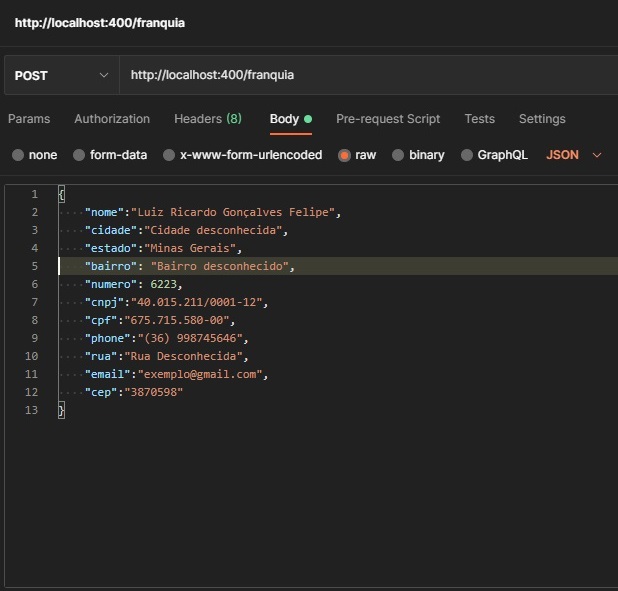 http://localhost:400/franquia
POST http://localhost:400/franquia
Params Authorization Headers (8) Body Pre-request Script Tests Settings
none form-data x-www-form-urlencoded raw binary GraphQL JSON
1 {
2 ····"nome":"Luiz Ricardo Gonçalves Felipe",
3 ····"cidade":"Cidade desconhecida",
4 ····"estado":"Minas Gerais",
5 "bairro": "Bairro desconhecido",
6 ····"numero": 6223,
7 ····"cnpj":"40.015.211/0001-12",
8 ····"cpf":"675.715.580-00",
9 ····"phone":"(36) 998745646",
10 ····"rua":"Rua Desconhecida",
11 ····"email":"exemplo@gmail.com",
12 ····"cep":"3870598"
13 }